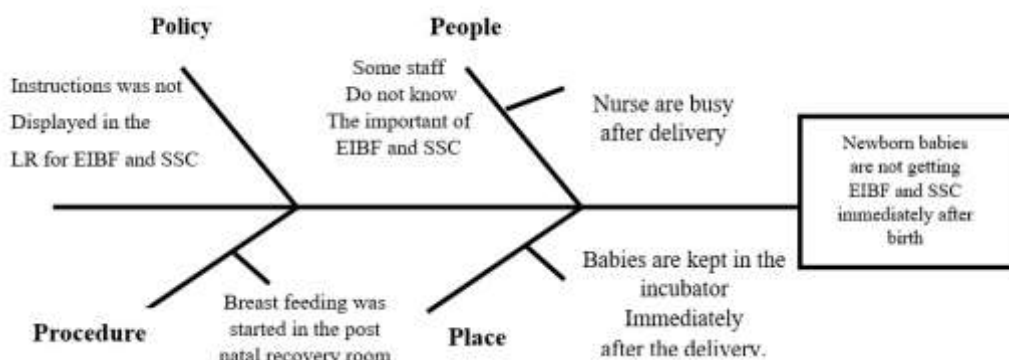 Policy
People
Instructions was not
Displayed in the
LR for EIBF and SSC
Some staff
Do not know
The important of
EIBF and SSC
Nurse are busy
after delivery
Newborn babies
are not getting
EIBF and SSC
immediately after
birth
Procedure
Breast feeding was
started in the post
natal recovery room
Place
Babies are kept in the
incubator
Immediately
after the delivery.